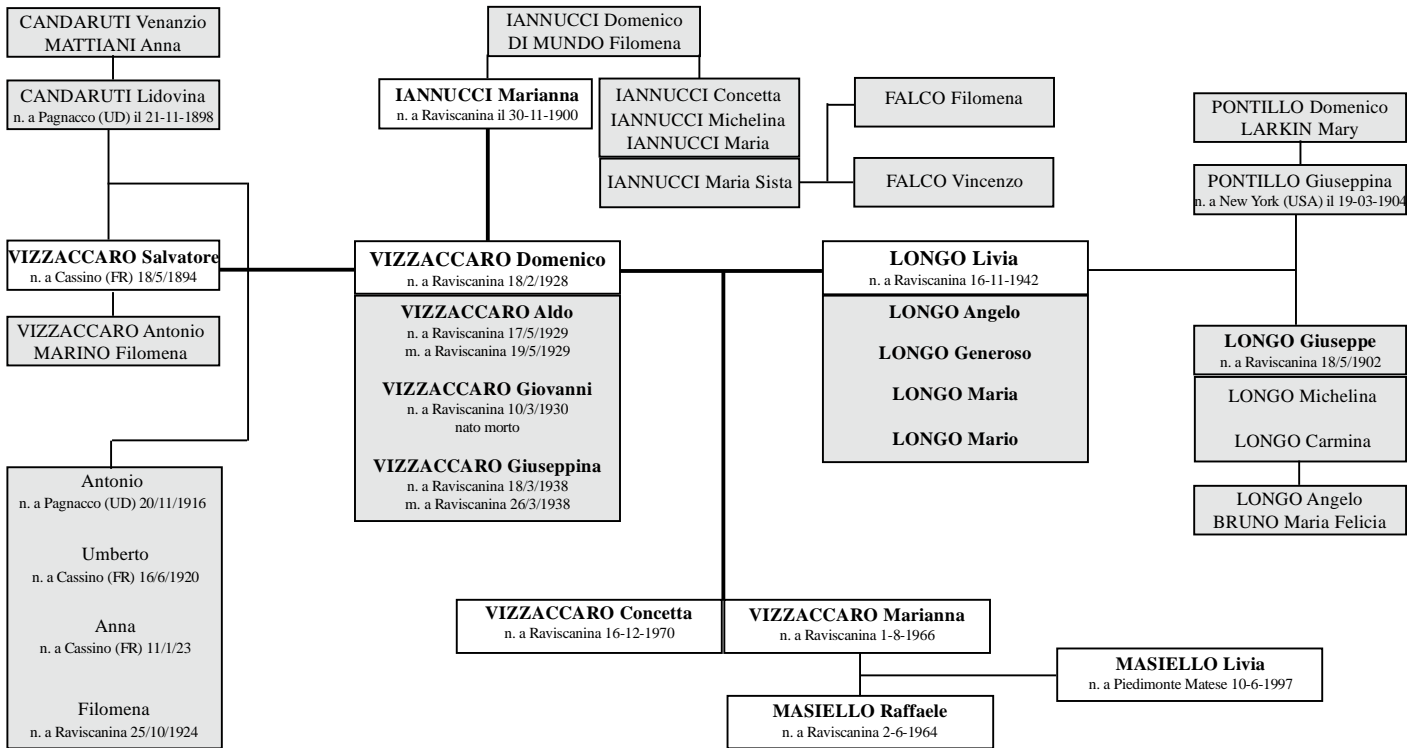 CANDARUTI Venanzio
MATTIANI Anna
IANNUCCI Domenico
DI MUNDO Filomena
CANDARUTI Lidovina
n. a Pagnacco (UD) il 21-11-1898
IANNUCCI Marianna
n. a Raviscanina il 30-11-1900
IANNUCCI Concetta
IANNUCCI Michelina
IANNUCCI Maria
IANNUCCI Maria Sista
FALCO Filomena
FALCO Vincenzo
PONTILLO Domenico
LARKIN Mary
PONTILLO Giuseppina
n. a New York (USA) il 19-03-1904
VIZZACCARO Salvatore
n. a Cassino (FR) 18/5/1894
VIZZACCARO Antonio
MARINO Filomena
VIZZACCARO Domenico
n. a Raviscanina 18/2/1928
VIZZACCARO Aldo
n. a Raviscanina 17/5/1929
m. a Raviscanina 19/5/1929
VIZZACCARO Giovanni
n. a Raviscanina 10/3/1930
nato morto
VIZZACCARO Giuseppina
n. a Raviscanina 18/3/1938
m. a Raviscanina 26/3/1938
LONGO Livia
n. a Raviscanina 16-11-1942
LONGO Angelo
LONGO Generoso
LONGO Maria
LONGO Mario
LONGO Giuseppe
n. a Raviscanina 18/5/1902
LONGO Michelina
LONGO Carmina
LONGO Angelo
BRUNO Maria Felicia
Antonio
n. a Pagnacco (UD) 20/11/1916
Umberto
n. a Cassino (FR) 16/6/1920
Anna
n. a Cassino (FR) 11/1/23
Filomena
n. a Raviscanina 25/10/1924
VIZZACCARO Concetta
n. a Raviscanina 16-12-1970
VIZZACCARO Marianna
n. a Raviscanina 1-8-1966
MASIELLO Livia
n. a Piedimonte Matese 10-6-1997
MASIELLO Raffaele
n. a Raviscanina 2-6-1964